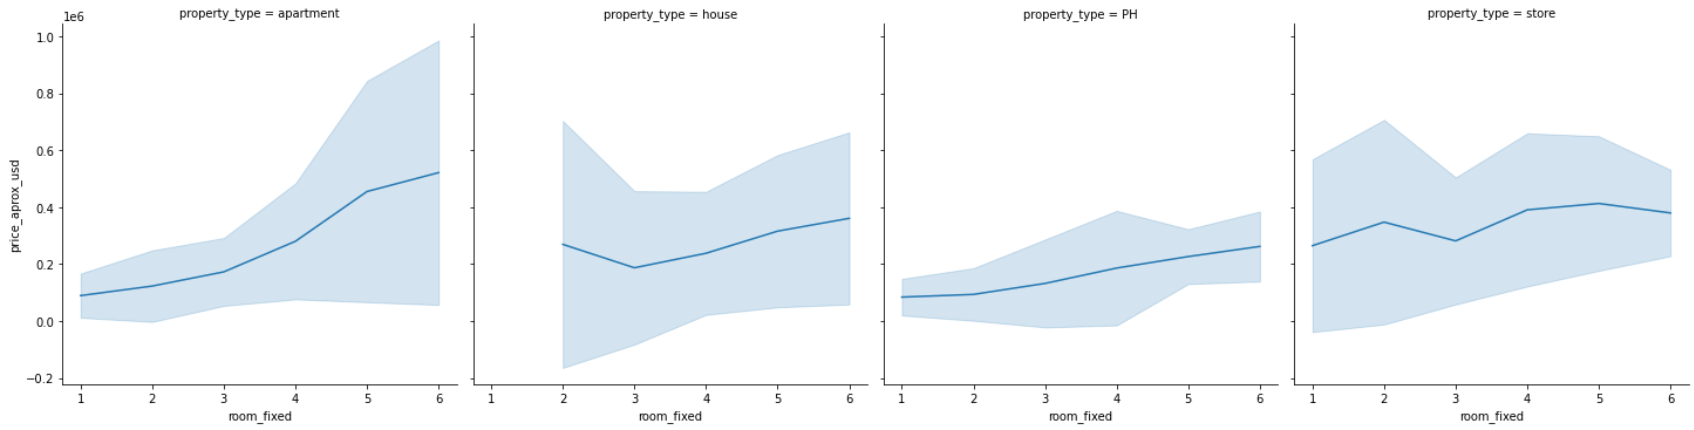 property_type = apartment
property_type = house
property_type = PH
property_type = store
1e6
1.0
0.8
0.6
0.4
0.2
0.0
−0.2
price_aprox_usd
1 2 3 4 5 6
1 2 3 4 5 6
1 2 3 4 5 6
1 2 3 4 5 6
room_fixed
room_fixed
room_fixed
room_fixed